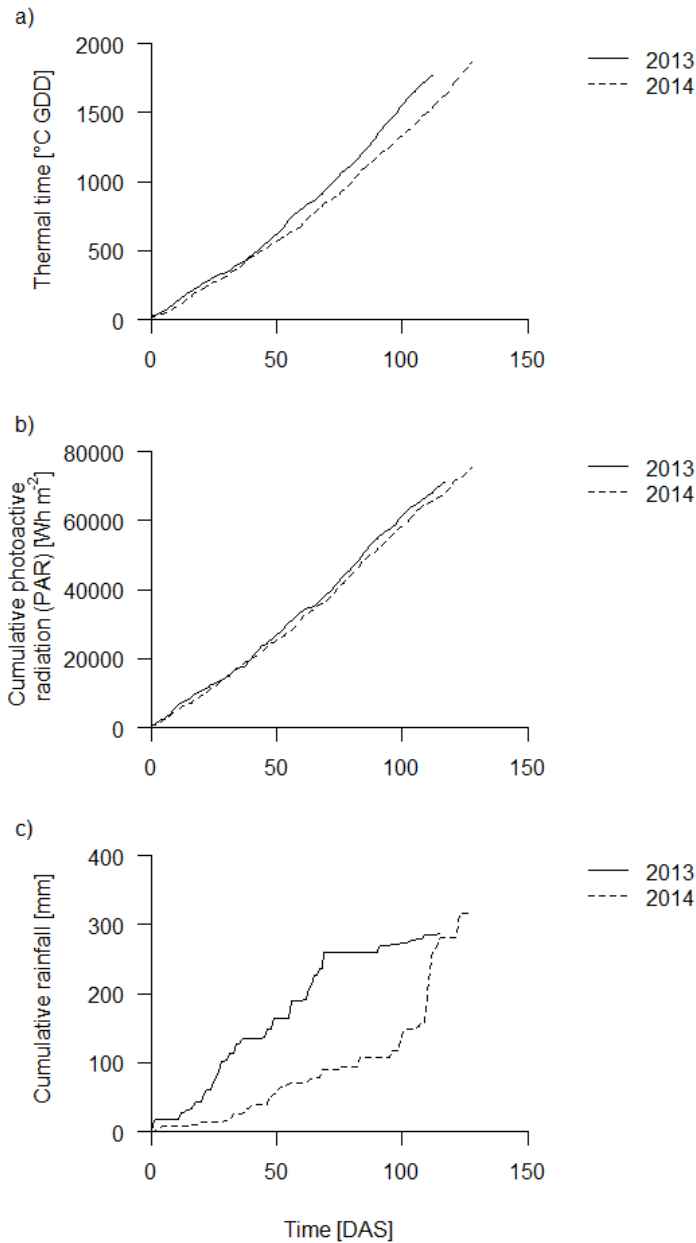 a)
Thermal time [°C GDD]
2000
1500
1000
500
0
0 50 100 150
2013
2014
b)
Cumulative photoactive
radiation (PAR) [Wh m⁻²]
80000
60000
40000
20000
0
0 50 100 150
2013
2014
c)
Cumulative rainfall [mm]
400
300
200
100
0
0 50 100 150
2013
2014
Time [DAS]